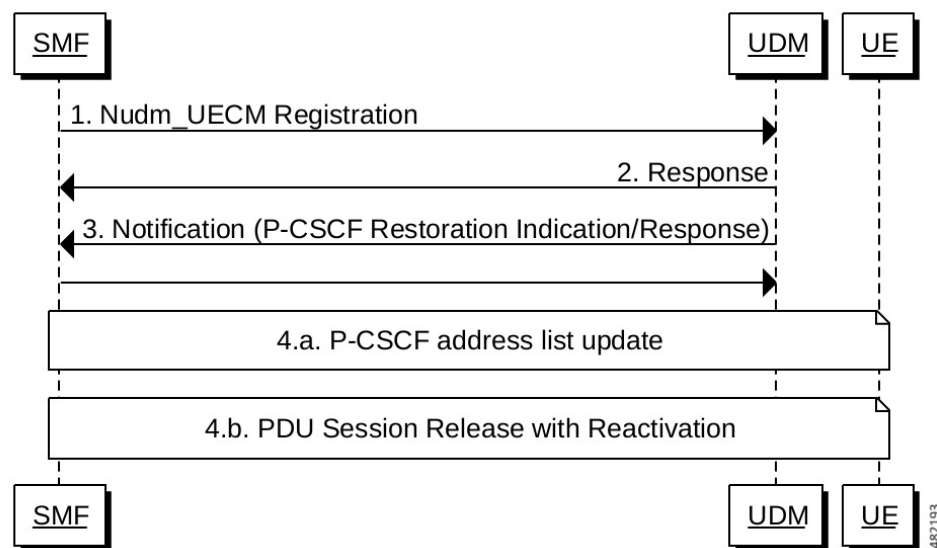 SMF
UDM
UE
1. Nudm_UECM Registration
2. Response
3. Notification (P-CSCF Restoration Indication/Response)
4.a. P-CSCF address list update
4.b. PDU Session Release with Reactivation
SMF
UDM
UE
482193